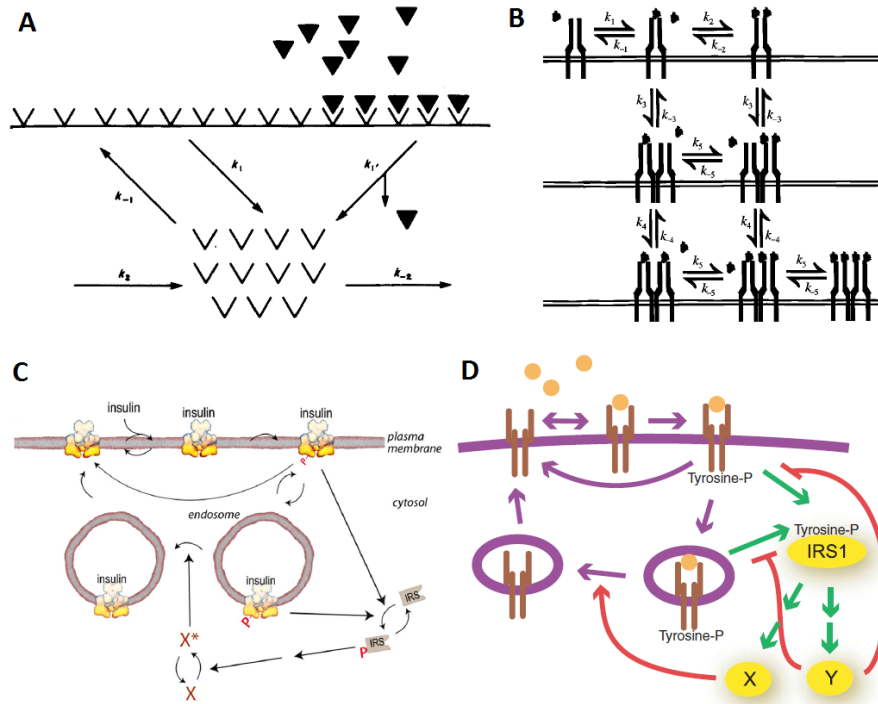 A
k₁
k₁'
k₋₁
k₂
k₋₂
B
k₁
k₋₁
k₂
k₋₂
k₃
k₋₃
k₃
k₋₃
k₅
k₋₅
k₄
k₋₄
k₄
k₋₄
k₅
k₋₅
k₅
k₋₅
C
insulin
insulin
insulin
plasma
membrane
P
cytosol
endosome
insulin
insulin
P
IRS
IRS
P
X*
X
D
Tyrosine-P
Tyrosine-P
IRS1
Tyrosine-P
X
Y